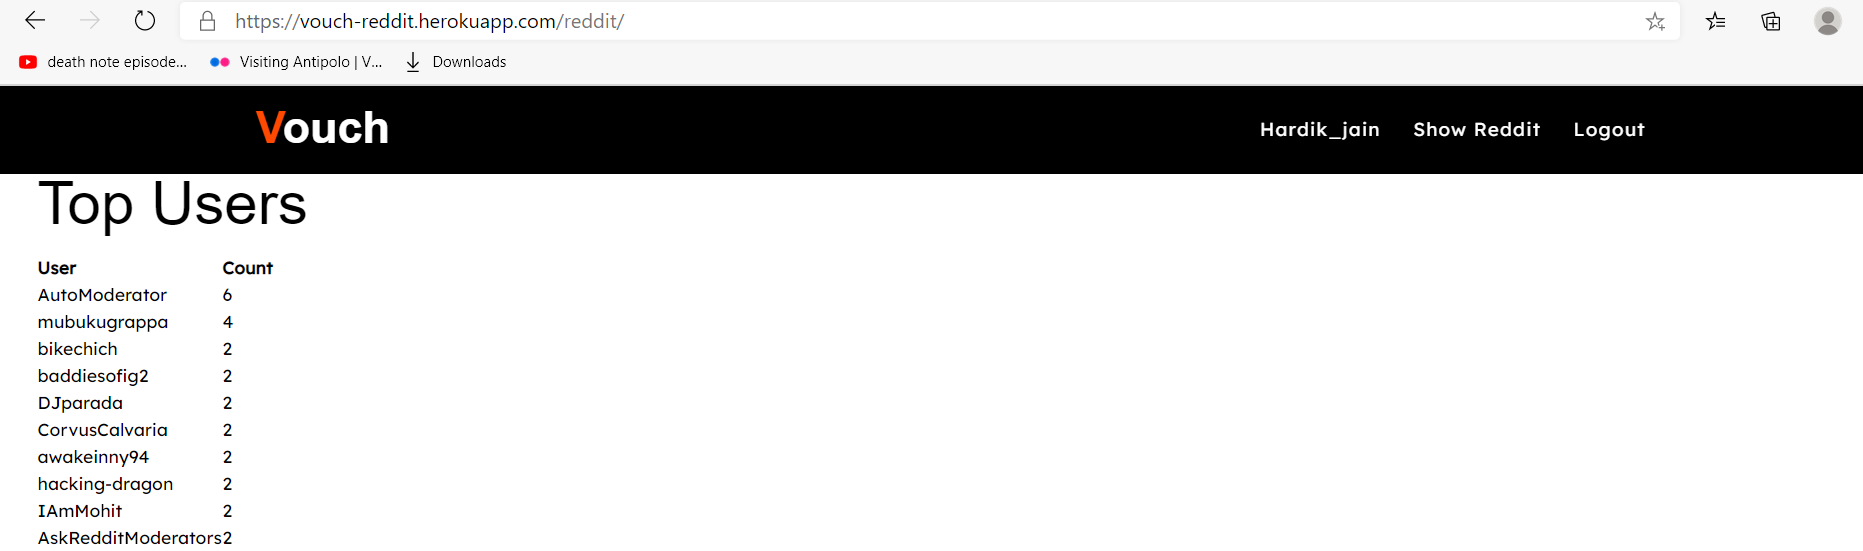 https://vouch-reddit.herokuapp.com/reddit/
death note episode... Visiting Antipolo | V... Downloads
Vouch Hardik_jain Show Reddit Logout
Top Users
User Count
AutoModerator 6
mubukugrappa 4
bikechich 2
baddiesofig2 2
DJparada 2
CorvusCalvaria 2
awakeinny94 2
hacking-dragon 2
IAmMohit 2
AskRedditModerators 2